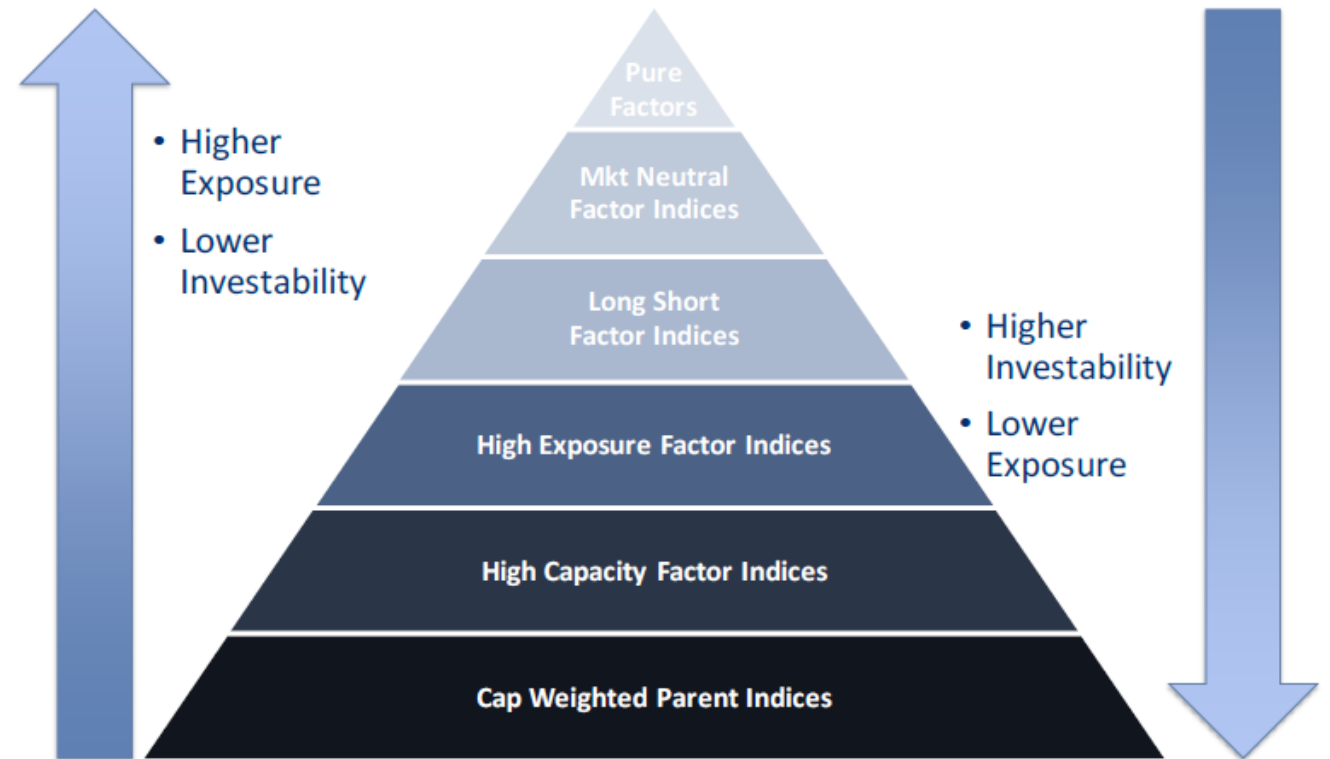 Pure
Factors
• Higher
Exposure
• Lower
Investability
Mkt Neutral
Factor Indices
Long Short
Factor Indices
• Higher
Investability
• Lower
Exposure
High Exposure Factor Indices
High Capacity Factor Indices
Cap Weighted Parent Indices